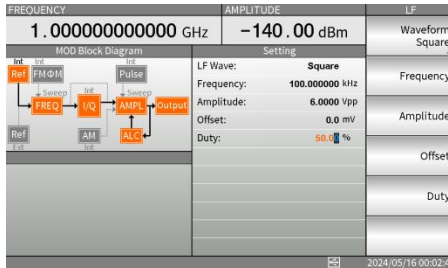 FREQUENCY AMPLITUDE LF
1.000000000000 GHz −140.00 dBm
MOD Block Diagram
Int Int
Ref FMΦM Pulse
Sweep Int Sweep
FREQ I/Q AMPL Output
Ref AM ALC
Ext Int
Setting
LF Wave: Square
Frequency: 100.000000 kHz
Amplitude: 6.0000 Vpp
Offset: 0.0 mV
Duty: 50.00 %
Waveform
Square
Frequency
Amplitude
Offset
Duty
2024/05/16 00:02:4